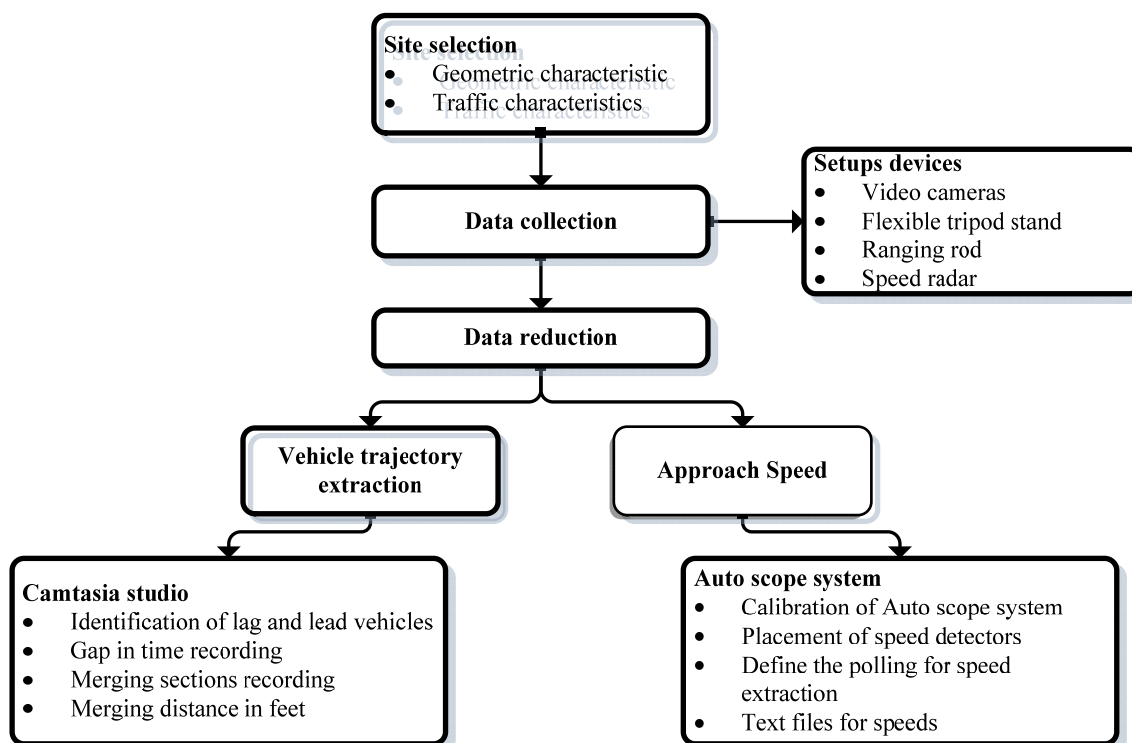 Site selection
• Geometric characteristic
• Traffic characteristics
Data collection
Setups devices
• Video cameras
• Flexible tripod stand
• Ranging rod
• Speed radar
Data reduction
Vehicle trajectory
extraction
Approach Speed
Camtasia studio
• Identification of lag and lead vehicles
• Gap in time recording
• Merging sections recording
• Merging distance in feet
Auto scope system
• Calibration of Auto scope system
• Placement of speed detectors
• Define the polling for speed
extraction
• Text files for speeds